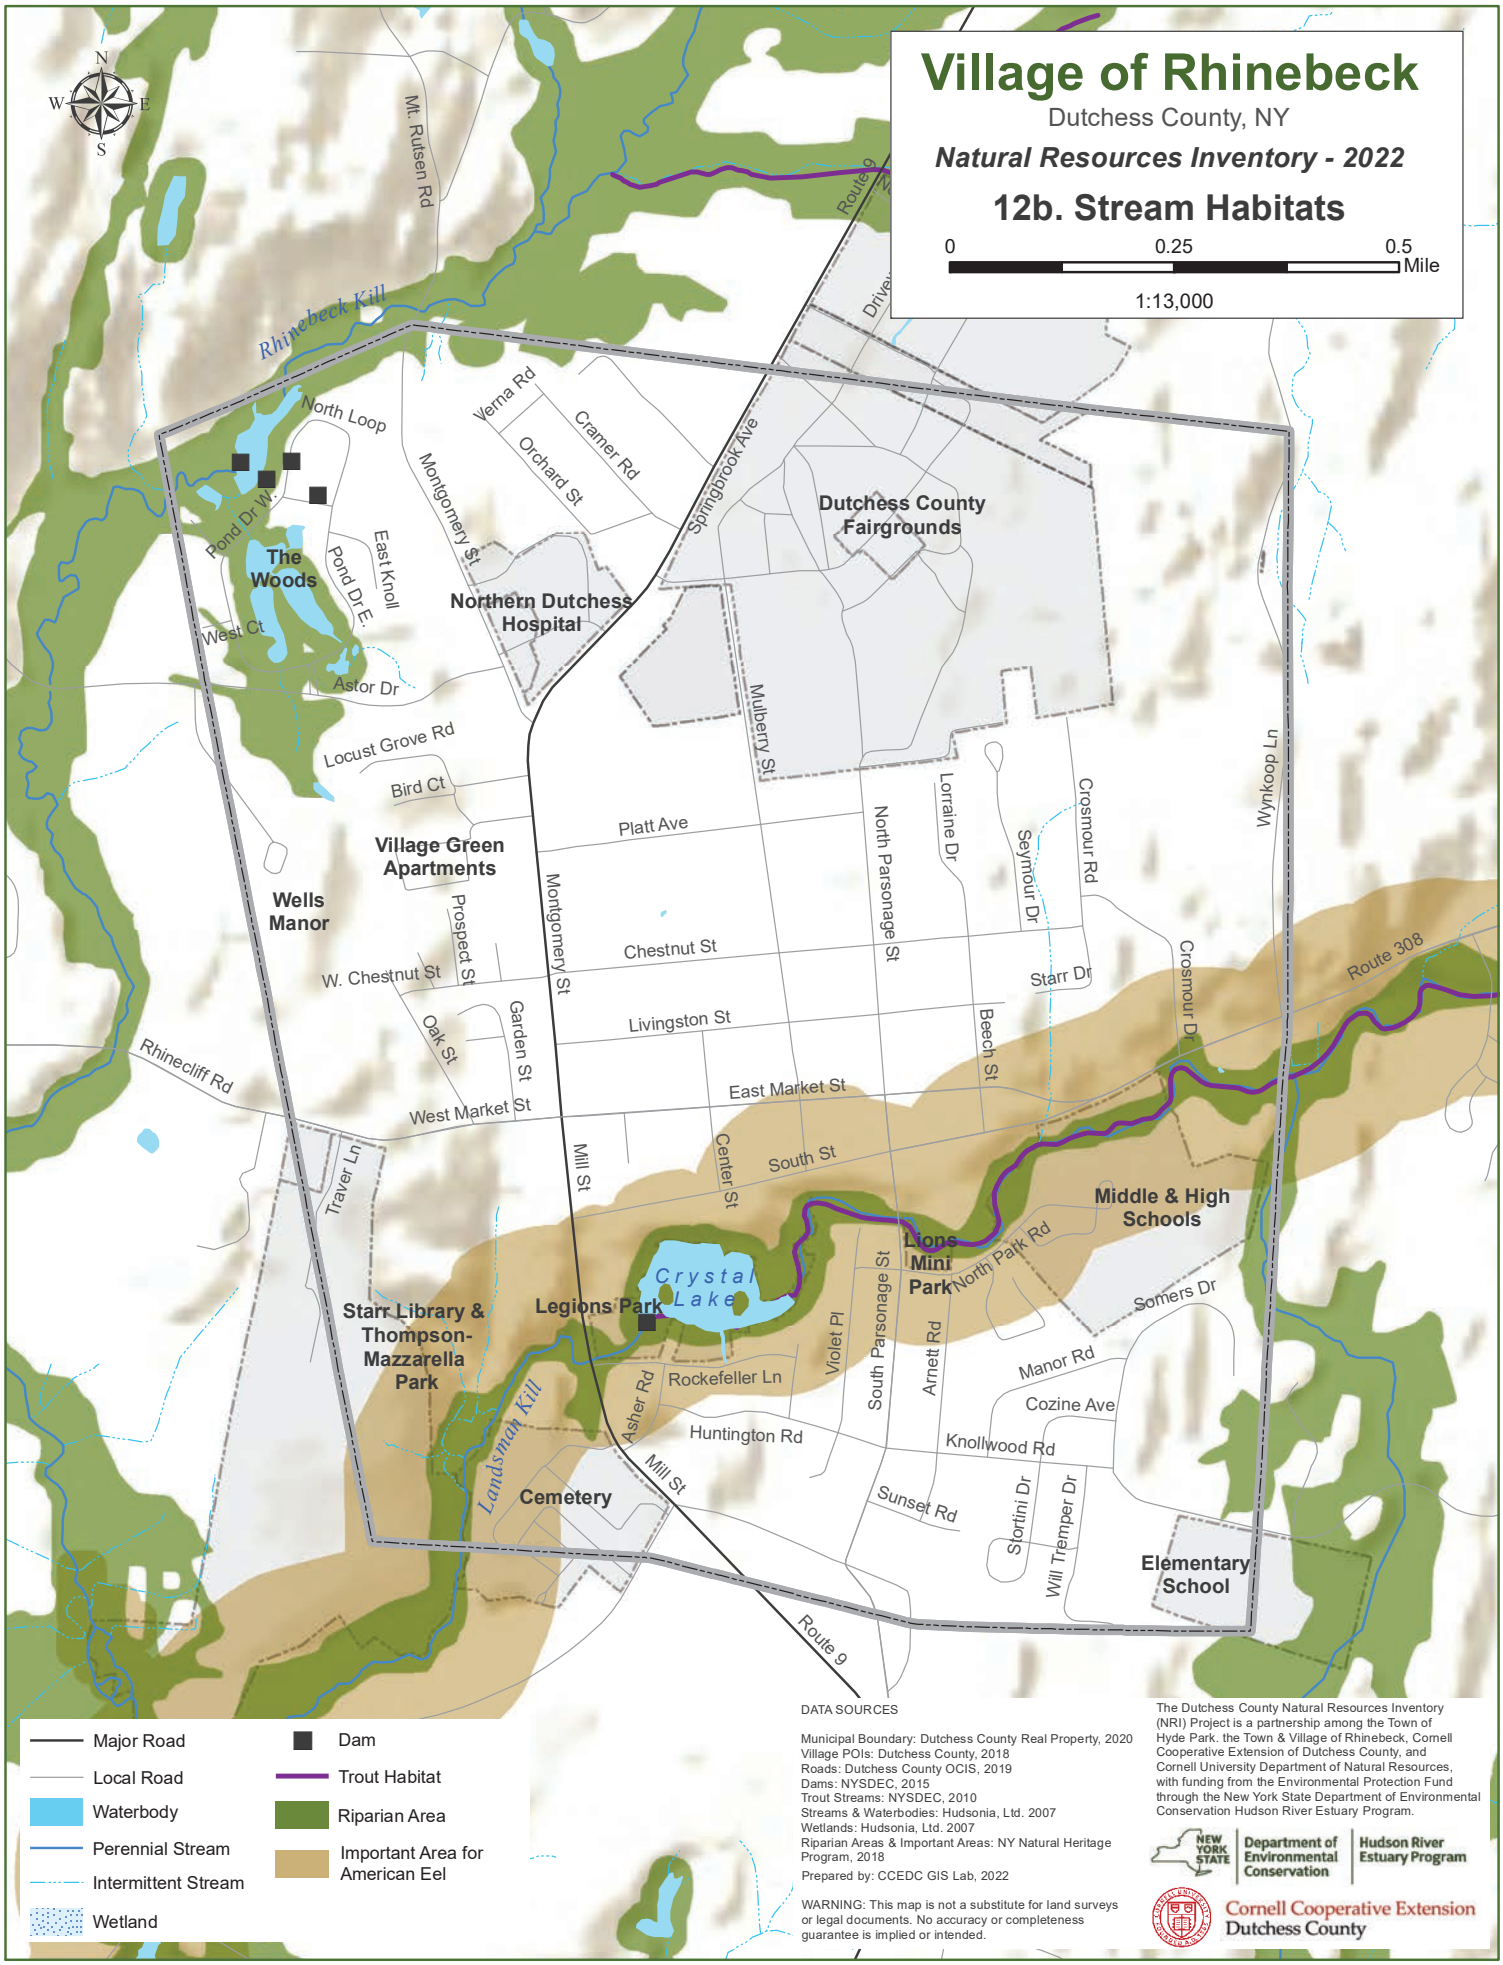 N
W
E
S
Village of Rhinebeck
Dutchess County, NY
Natural Resources Inventory - 2022
12b. Stream Habitats
0
0.25
0.5
Mile
1:13,000
Mt. Rutsen Rd
Route 9
Rhinebeck Kill
North Loop
Verna Rd
Cramer Rd
Orchard St
Montgomery St
Springbrook Ave
Dutchess County
Fairgrounds
Pond Dr W.
The
Woods
Pond Dr E
East Knoll
West Ct
Northern Dutchess
Hospital
Astor Dr
Mulberry St
Locust Grove Rd
Bird Ct
Wynkoop Ln
Lorraine Dr
Crosmour Rd
Seymour Dr
Platt Ave
North Parsonage St
Village Green
Apartments
Wells
Manor
Prospect St
Montgomery St
Chestnut St
W. Chestnut St
Starr Dr
Crosmour Dr
Route 308
Garden St
Oak St
Livingston St
Beech St
Rhinecliff Rd
West Market St
East Market St
Traver Ln
Mill St
Center St
South St
Middle & High
Schools
Lions
Mini
Park
North Park Rd
Crystal
Lake
Legions Park
Starr Library &
Thompson-
Mazzarella
Park
Somers Dr
Violet Pl
South Parsonage St
Arnett Rd
Manor Rd
Rockefeller Ln
Asher Rd
Cozine Ave
Landsman Kill
Huntington Rd
Knollwood Rd
Mill St
Cemetery
Sunset Rd
Stortini Dr
Will Tremper Dr
Elementary
School
Route 9
Major Road
Local Road
Waterbody
Perennial Stream
Intermittent Stream
Wetland
Dam
Trout Habitat
Riparian Area
Important Area for
American Eel
DATA SOURCES
Municipal Boundary: Dutchess County Real Property, 2020
Village POIs: Dutchess County, 2018
Roads: Dutchess County OCIS, 2019
Dams: NYSDEC, 2015
Trout Streams: NYSDEC, 2010
Streams & Waterbodies: Hudsonia, Ltd. 2007
Wetlands: Hudsonia, Ltd. 2007
Riparian Areas & Important Areas: NY Natural Heritage
Program, 2018
Prepared by: CCEDC GIS Lab, 2022
WARNING: This map is not a substitute for land surveys
or legal documents. No accuracy or completeness
guarantee is implied or intended.
The Dutchess County Natural Resources Inventory
(NRI) Project is a partnership among the Town of
Hyde Park. the Town & Village of Rhinebeck, Cornell
Cooperative Extension of Dutchess County, and
Cornell University Department of Natural Resources,
with funding from the Environmental Protection Fund
through the New York State Department of Environmental
Conservation Hudson River Estuary Program.
NEW
YORK
STATE
Department of
Environmental
Conservation
Hudson River
Estuary Program
Cornell Cooperative Extension
Dutchess County